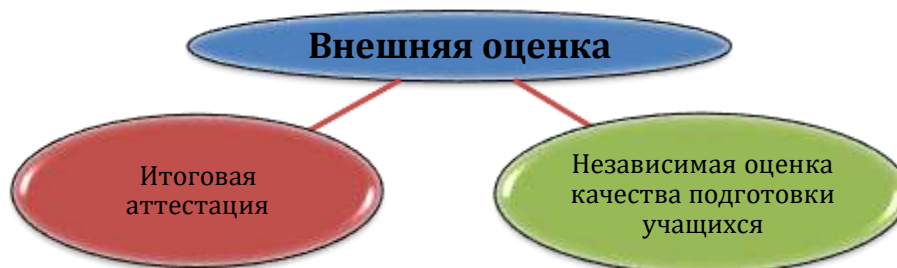 Внешняя оценка
Итоговая
аттестация
Независимая оценка
качества подготовки
учащихся